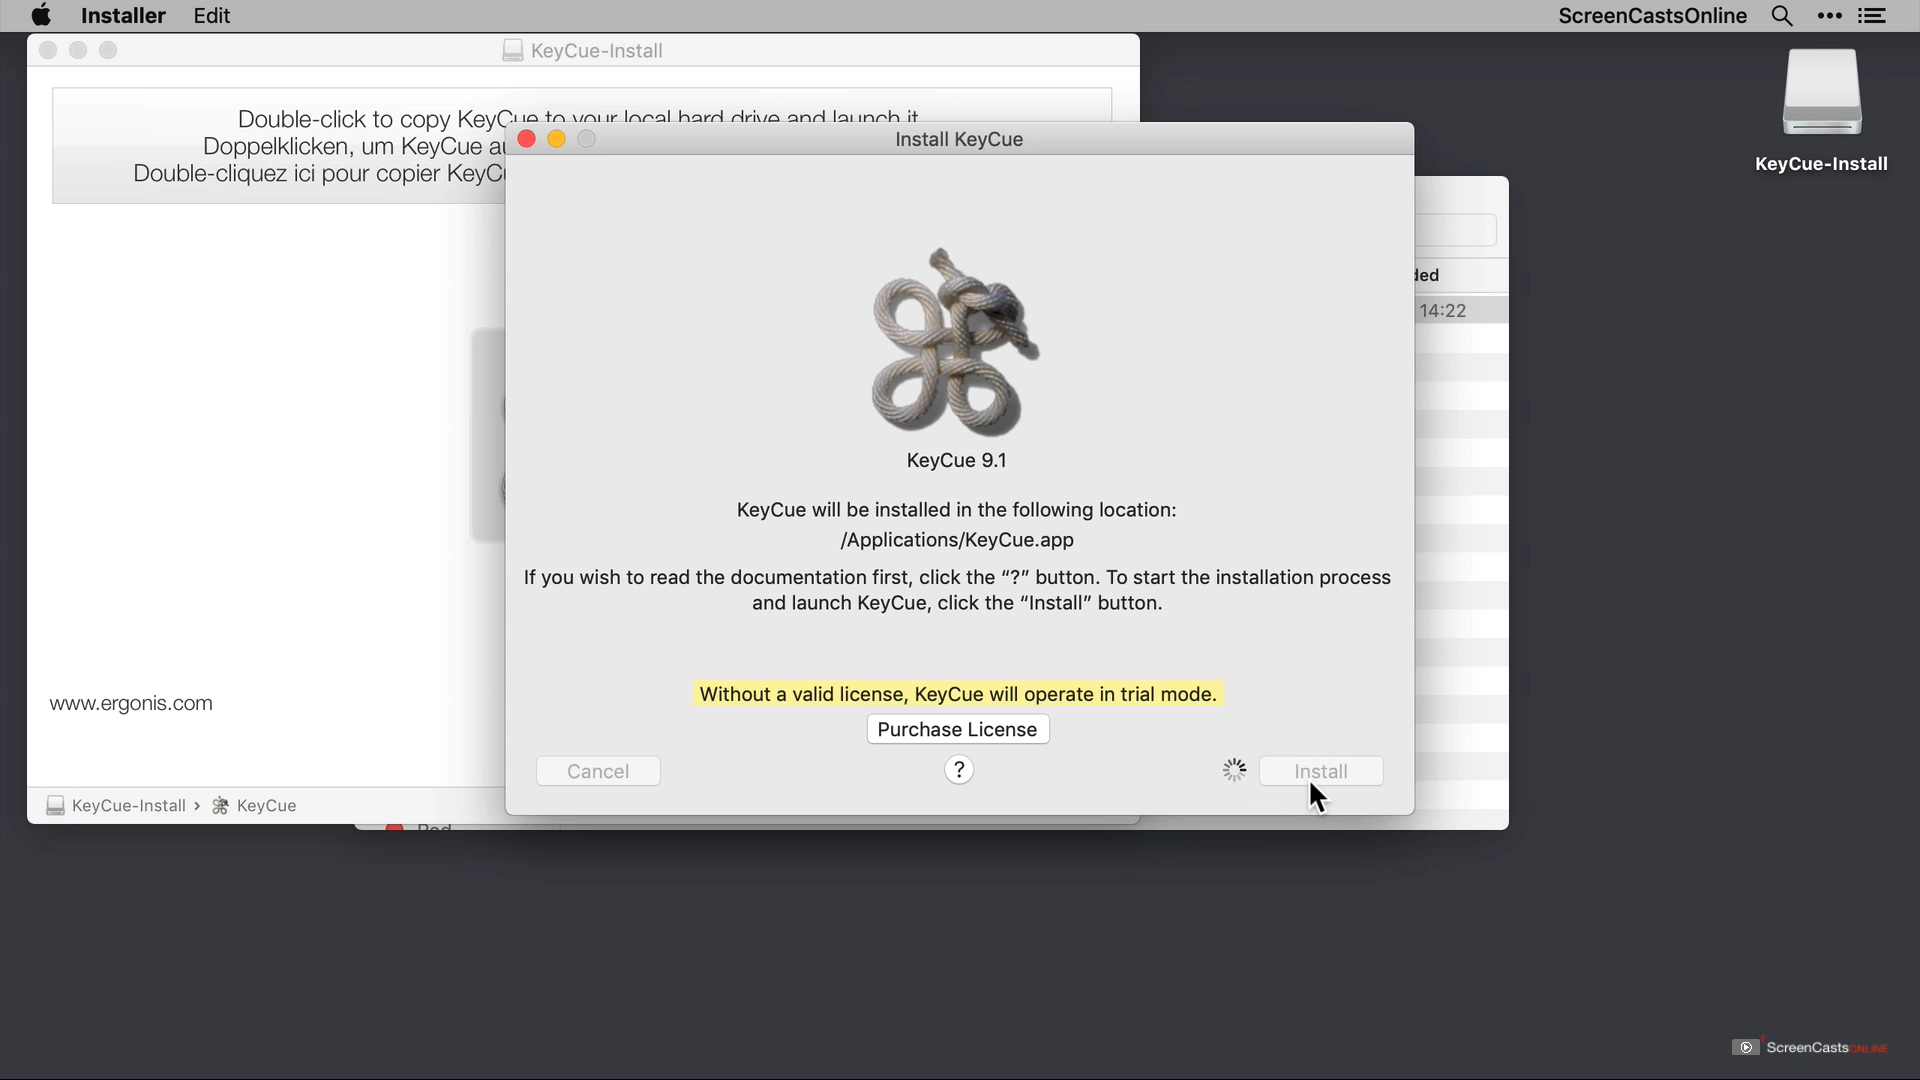 Installer Edit ScreenCastsOnline
KeyCue-Install
Double-click to copy KeyCue to your local hard drive and launch it
Doppelklicken, um KeyCue
Double-cliquez ici pour copier
Install KeyCue
KeyCue-Install
14:22
KeyCue 9.1
KeyCue will be installed in the following location:
/Applications/KeyCue.app
If you wish to read the documentation first, click the “?” button. To start the installation process
and launch KeyCue, click the “Install” button.
Without a valid license, KeyCue will operate in trial mode.
Purchase License
Cancel ? Install
www.ergonis.com
KeyCue-Install › KeyCue
ScreenCastsONLINE